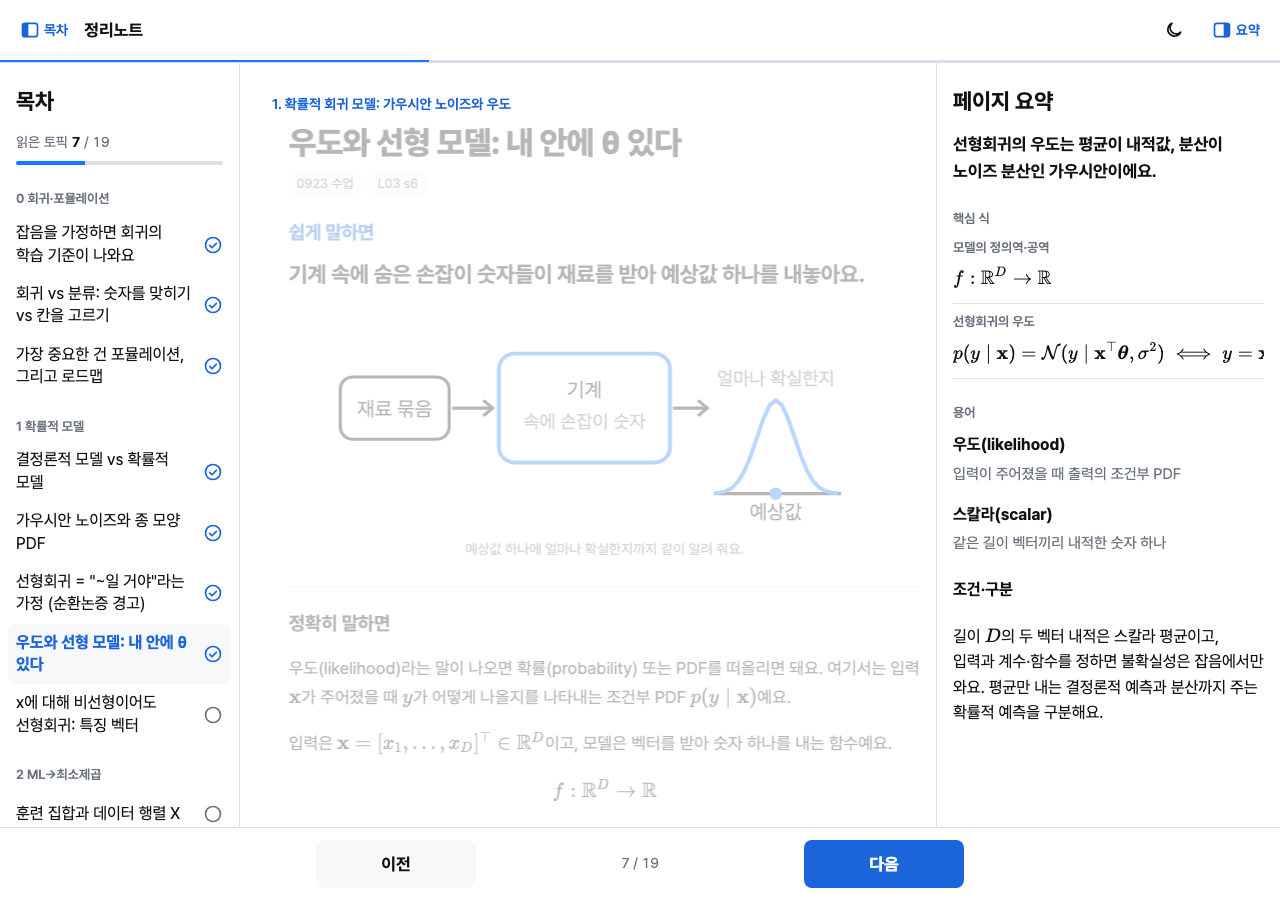 목차
정리노트
요약
목차
읽은 토픽 7 / 19
0 회귀·포뮬레이션
잡음을 가정하면 회귀의
학습 기준이 나와요
회귀 vs 분류: 숫자를 맞히기
vs 칸을 고르기
가장 중요한 건 포뮬레이션,
그리고 로드맵
1 확률적 모델
결정론적 모델 vs 확률적
모델
가우시안 노이즈와 종 모양
PDF
선형회귀 = "~일 거야"라는
가정 (순환논증 경고)
우도와 선형 모델: 내 안에 θ
있다
x에 대해 비선형이어도
선형회귀: 특징 벡터
2 ML→최소제곱
훈련 집합과 데이터 행렬 X
1. 확률적 회귀 모델: 가우시안 노이즈와 우도
우도와 선형 모델: 내 안에 θ 있다
0923 수업
L03 s6
쉽게 말하면
기계 속에 숨은 손잡이 숫자들이 재료를 받아 예상값 하나를 내놓아요.
재료 묶음
기계
속에 손잡이 숫자
얼마나 확실한지
예상값
예상값 하나에 얼마나 확실한지까지 같이 알려 줘요.
정확히 말하면
우도(likelihood)라는 말이 나오면 확률(probability) 또는 PDF를 떠올리면 돼요. 여기서는 입력
x가 주어졌을 때 y가 어떻게 나올지를 나타내는 조건부 PDF p(y | x)예요.
입력은 x = [x₁, . . . , x_D]^⊤ ∈ ℝ^D이고, 모델은 벡터를 받아 숫자 하나를 내는 함수예요.
f : ℝ^D → ℝ
페이지 요약
선형회귀의 우도는 평균이 내적값, 분산이
노이즈 분산인 가우시안이에요.
핵심 식
모델의 정의역·공역
f : ℝ^D → ℝ
선형회귀의 우도
p(y | x) = 𝒩(y | x^⊤θ, σ²) ⟺ y = x
용어
우도(likelihood)
입력이 주어졌을 때 출력의 조건부 PDF
스칼라(scalar)
같은 길이 벡터끼리 내적한 숫자 하나
조건·구분
길이 D의 두 벡터 내적은 스칼라 평균이고,
입력과 계수·함수를 정하면 불확실성은 잡음에서만
와요. 평균만 내는 결정론적 예측과 분산까지 주는
확률적 예측을 구분해요.
이전
7 / 19
다음